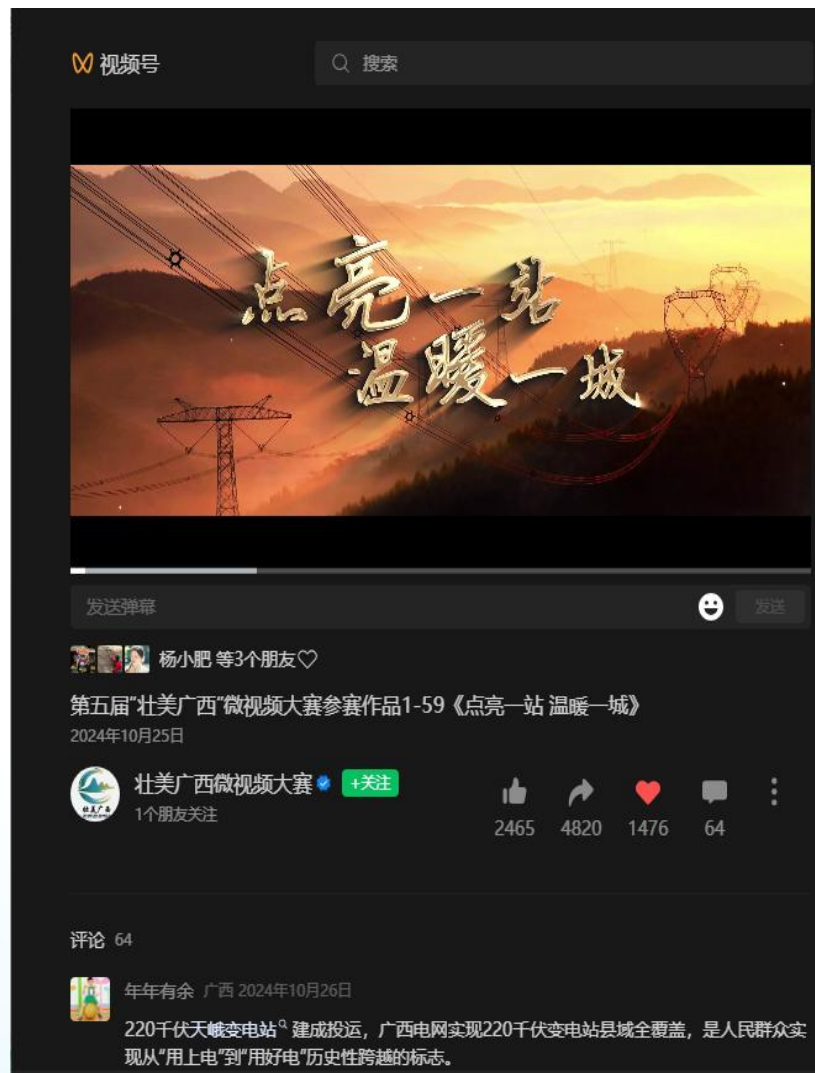 视频号
搜索
点亮一站
温暖一城
发送弹幕
发送
杨小肥 等3个朋友♡
第五届“壮美广西”微视频大赛参赛作品1-59《点亮一站 温暖一城》
2024年10月25日
壮美广西微视频大赛
+关注
1个朋友关注
2465 4820 1476 64
评论 64
年年有余 广西 2024年10月26日
220千伏天峨变电站 建成投运，广西电网实现220千伏变电站县域全覆盖，是人民群众实
现从“用上电”到“用好电”历史性跨越的标志。
壮美广西